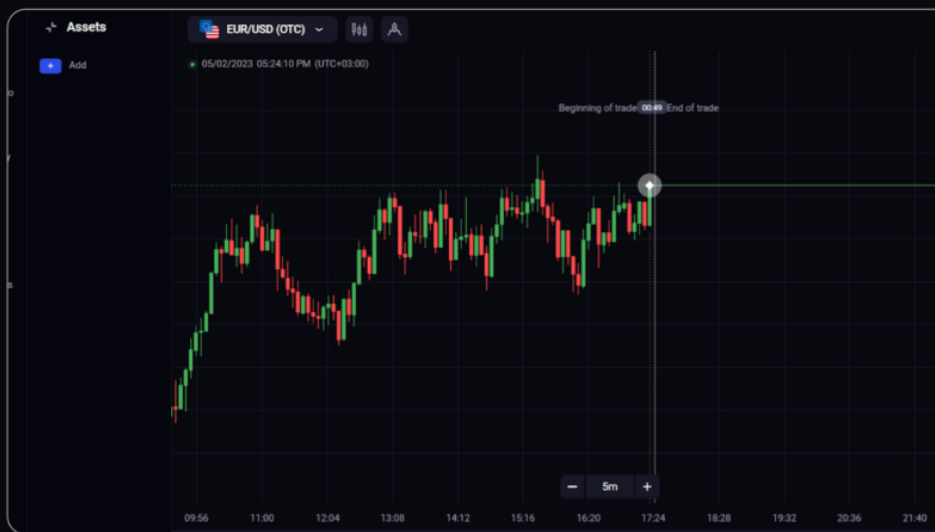 Assets
EUR/USD (OTC)
+ Add
05/02/2023 05:24:10 PM (UTC+03:00)
Beginning of trade 00:49 End of trade
− 5m +
09:56 11:00 12:04 13:08 14:12 15:16 16:20 17:24 18:28 19:32 20:36 21:40